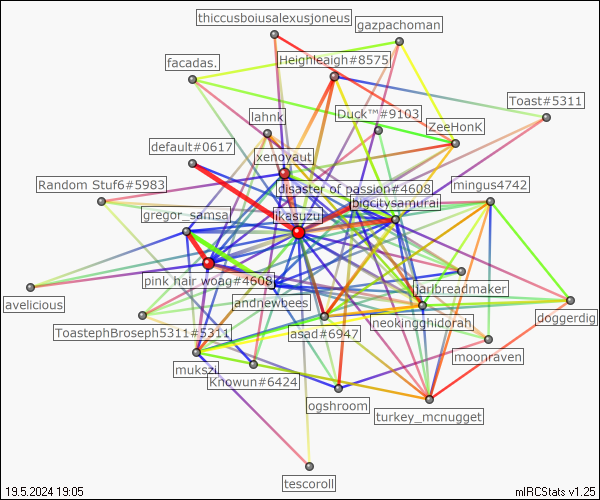 thiccusboiusalexusjoneus
gazpachoman
facadas.
Heighleaigh#8575
Toast#5311
lahnk
Duck™#9103
ZeeHonK
default#0617
xenoyaut
Random Stuf6#5983
disaster of passion#4608
mingus4742
gregor_samsa
ikasuzu
bigcitysamurai
pink hair woag#4608
jarlbreadmaker
avelicious
andnewbees
neokingghidorah
doggerdig
ToastephBroseph5311#5311
asad#6947
mukszi
moonraven
Knowun#6424
ogshroom
turkey_mcnugget
tescoroll
19.5.2024 19:05
mIRCStats v1.25